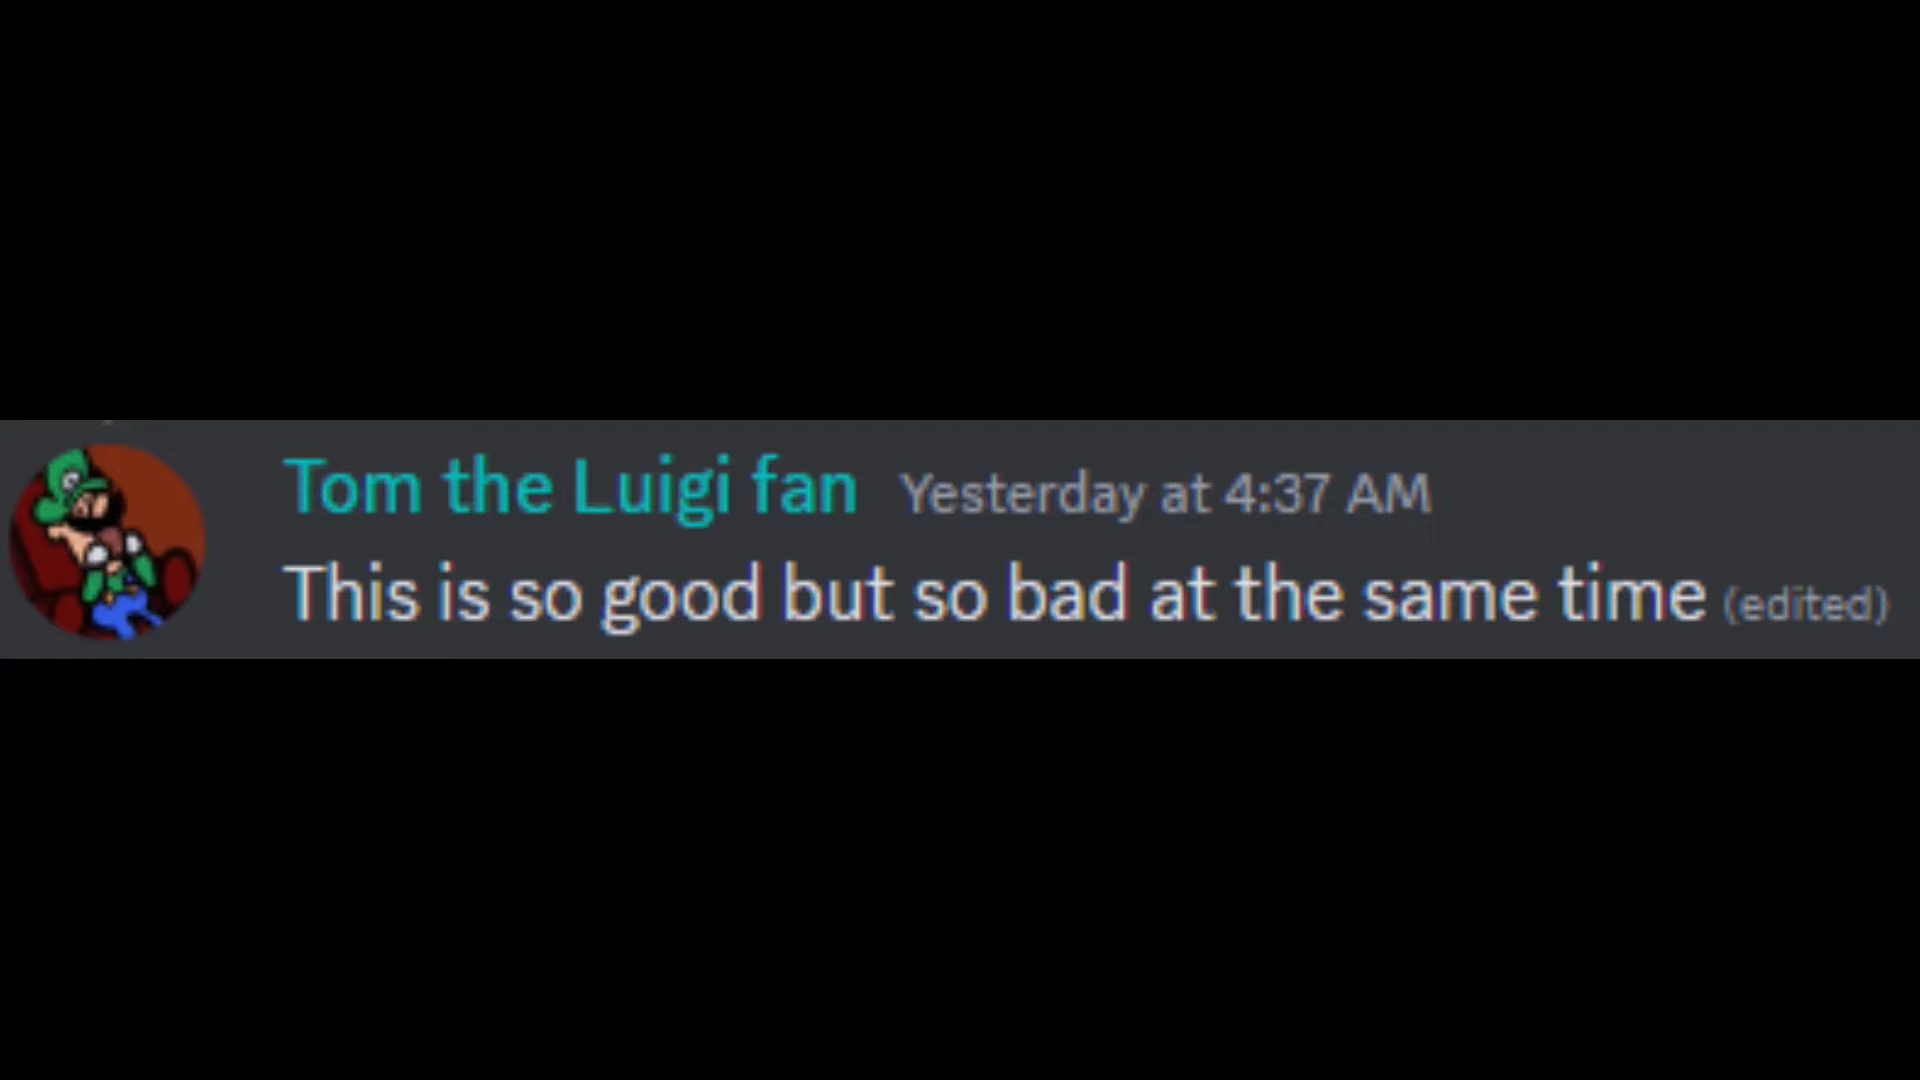 Tom the Luigi fan Yesterday at 4:37 AM
This is so good but so bad at the same time (edited)